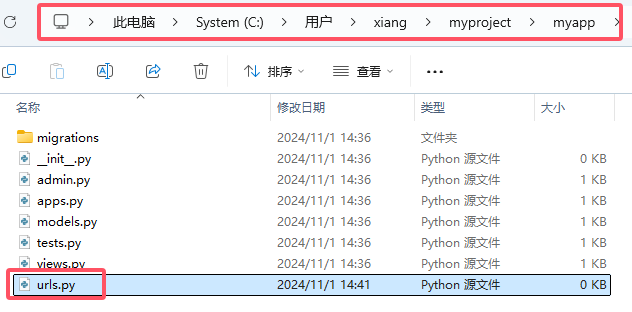 此电脑 > System (C:) > 用户 > xiang > myproject > myapp >
排序 查看 ...
名称 修改日期 类型 大小
migrations 2024/11/1 14:36 文件夹
__init__.py 2024/11/1 14:36 Python 源文件 0 KB
admin.py 2024/11/1 14:36 Python 源文件 1 KB
apps.py 2024/11/1 14:36 Python 源文件 1 KB
models.py 2024/11/1 14:36 Python 源文件 1 KB
tests.py 2024/11/1 14:36 Python 源文件 1 KB
views.py 2024/11/1 14:36 Python 源文件 1 KB
urls.py 2024/11/1 14:41 Python 源文件 0 KB